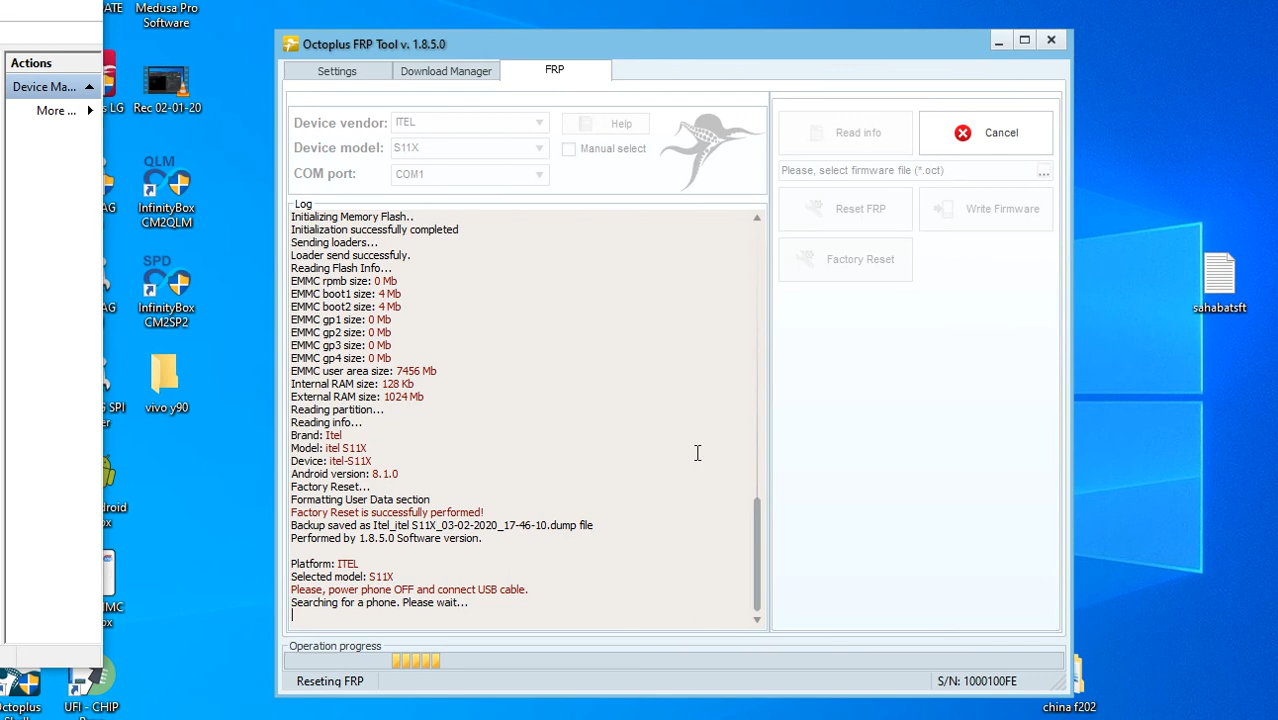 ATE
Medusa Pro
Software
Actions
Device Ma...
More ...
s LG
Rec 02-01-20
QLM
AG
InfinityBox
CM2QLM
SPD
AG
InfinityBox
CM2SP2
G SPI
er
vivo y90
droid
ox
MC
ox
Octoplus
UFI - CHIP
Octoplus FRP Tool v. 1.8.5.0
Settings
Download Manager
FRP
Device vendor:
ITEL
Help
Device model:
S11X
Manual select
COM port:
COM1
Log
Initializing Memory Flash..
Initialization successfully completed
Sending loaders...
Loader send successfuly.
Reading Flash Info...
EMMC rpmb size: 0 Mb
EMMC boot1 size: 4 Mb
EMMC boot2 size: 4 Mb
EMMC gp1 size: 0 Mb
EMMC gp2 size: 0 Mb
EMMC gp3 size: 0 Mb
EMMC gp4 size: 0 Mb
EMMC user area size: 7456 Mb
Internal RAM size: 128 Kb
External RAM size: 1024 Mb
Reading partition...
Reading info...
Brand: Itel
Model: itel S11X
Device: itel-S11X
Android version: 8.1.0
Factory Reset...
Formatting User Data section
Factory Reset is successfully performed!
Backup saved as Itel_itel S11X_03-02-2020_17-46-10.dump file
Performed by 1.8.5.0 Software version.
Platform: ITEL
Selected model: S11X
Please, power phone OFF and connect USB cable.
Searching for a phone. Please wait...
Operation progress
Reseting FRP
S/N: 1000100FE
Read info
Cancel
Please, select firmware file (*.oct)
...
Reset FRP
Write Firmware
Factory Reset
sahabatsft
china f202